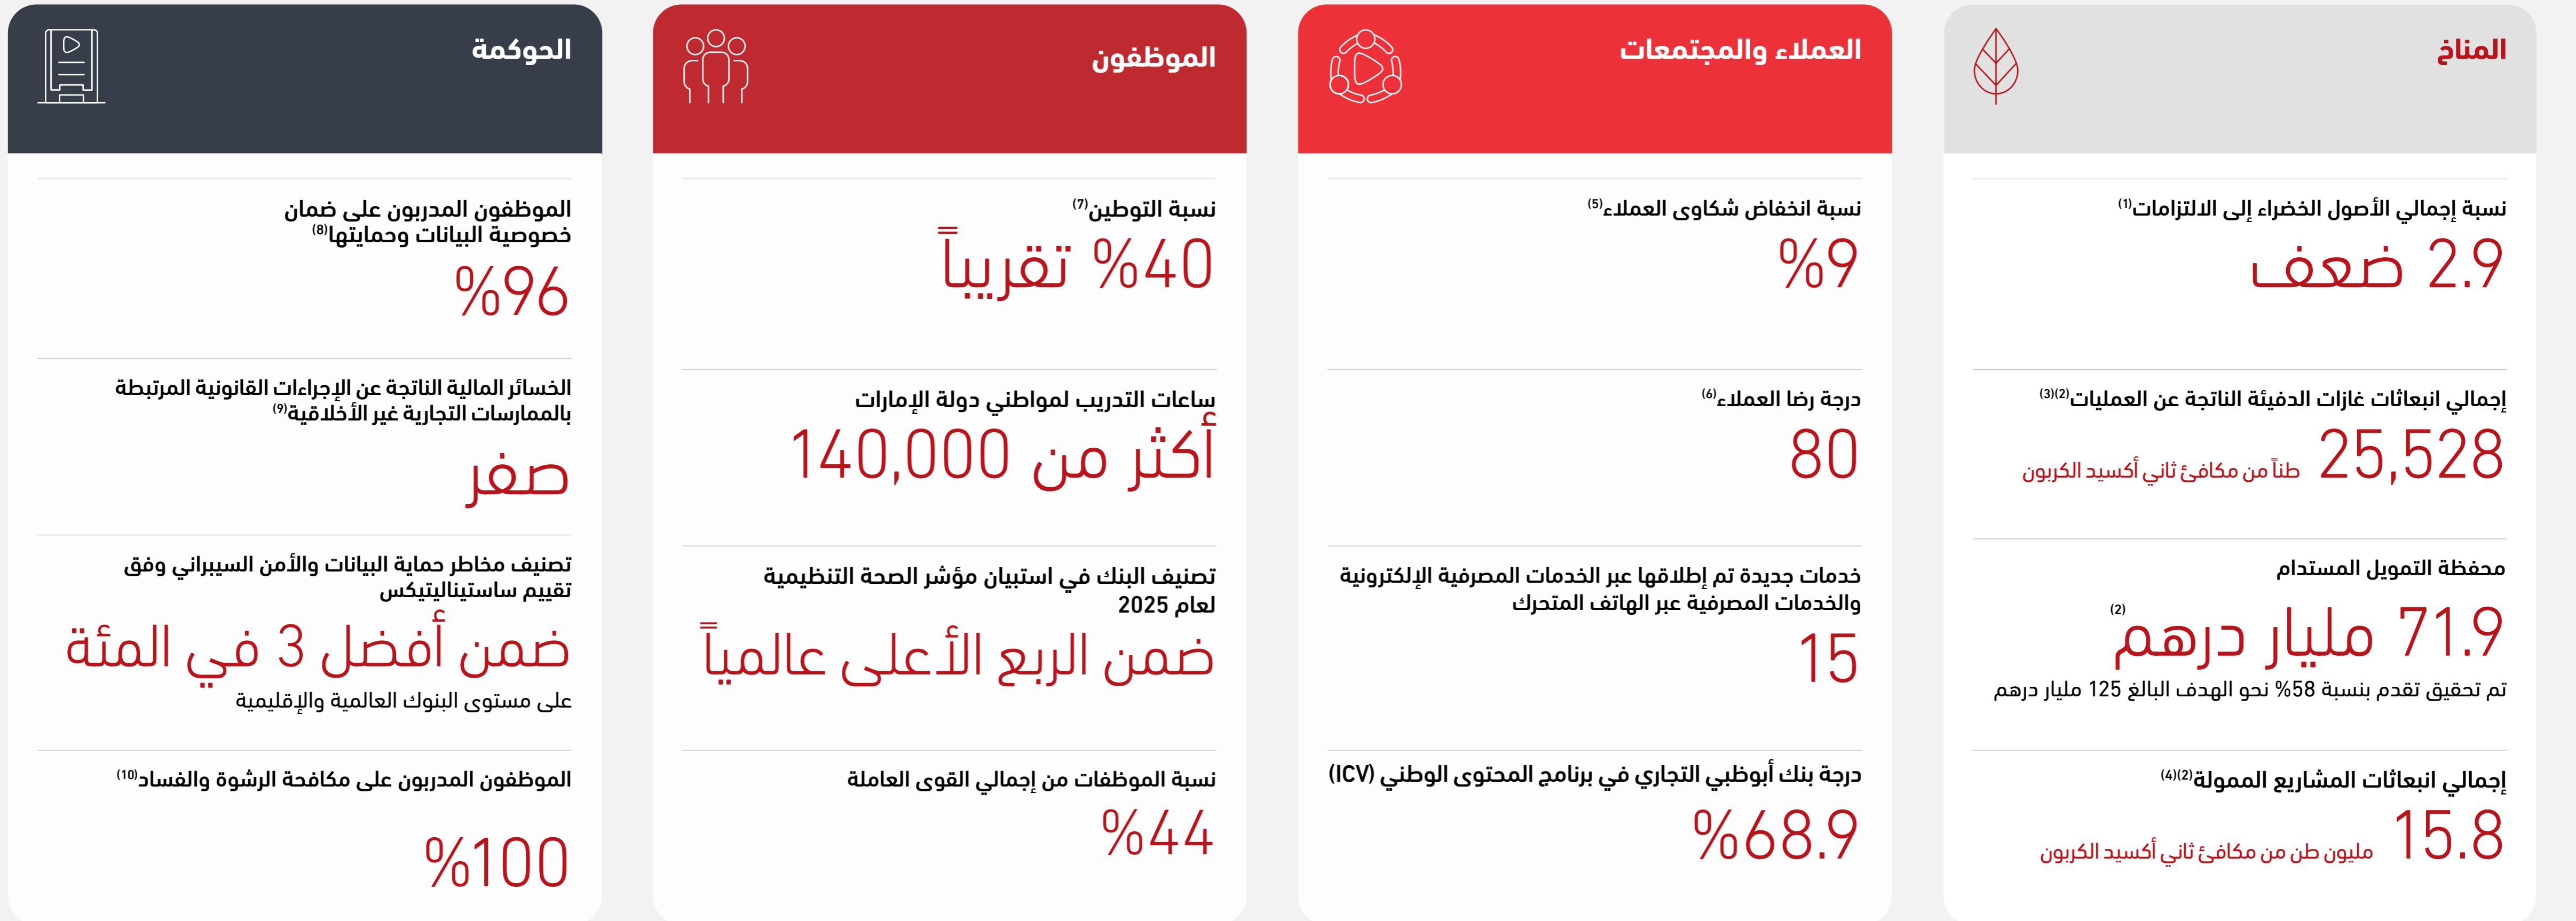 المناخ
نسبة إجمالي الأصول الخضراء إلى الالتزامات(1)
2.9 ضعف
إجمالي انبعاثات غازات الدفيئة الناتجة عن العمليات(2)(3)
25,528 طناً من مكافئ ثاني أكسيد الكربون
محفظة التمويل المستدام
71.9 مليار درهم(2)
تم تحقيق تقدم بنسبة 58% نحو الهدف البالغ 125 مليار درهم
إجمالي انبعاثات المشاريع الممولة(2)(4)
15.8 مليون طن من مكافئ ثاني أكسيد الكربون
العملاء والمجتمعات
نسبة انخفاض شكاوى العملاء(5)
%9
درجة رضا العملاء(6)
80
خدمات جديدة تم إطلاقها عبر الخدمات المصرفية الإلكترونية
والخدمات المصرفية عبر الهاتف المتحرك
15
درجة بنك أبوظبي التجاري في برنامج المحتوى الوطني (ICV)
%68.9
الموظفون
نسبة التوطين(7)
%40 تقريباً
ساعات التدريب لمواطني دولة الإمارات
أكثر من 140,000
تصنيف البنك في استبيان مؤشر الصحة التنظيمية
لعام 2025
ضمن الربع الأعلى عالمياً
نسبة الموظفات من إجمالي القوى العاملة
%44
الحوكمة
الموظفون المدربون على ضمان
خصوصية البيانات وحمايتها(8)
%96
الخسائر المالية الناتجة عن الإجراءات القانونية المرتبطة
بالممارسات التجارية غير الأخلاقية(9)
صفر
تصنيف مخاطر حماية البيانات والأمن السيبراني وفق
تقييم ساستيناليتيكس
ضمن أفضل 3 في المئة
على مستوى البنوك العالمية والإقليمية
الموظفون المدربون على مكافحة الرشوة والفساد(10)
%100